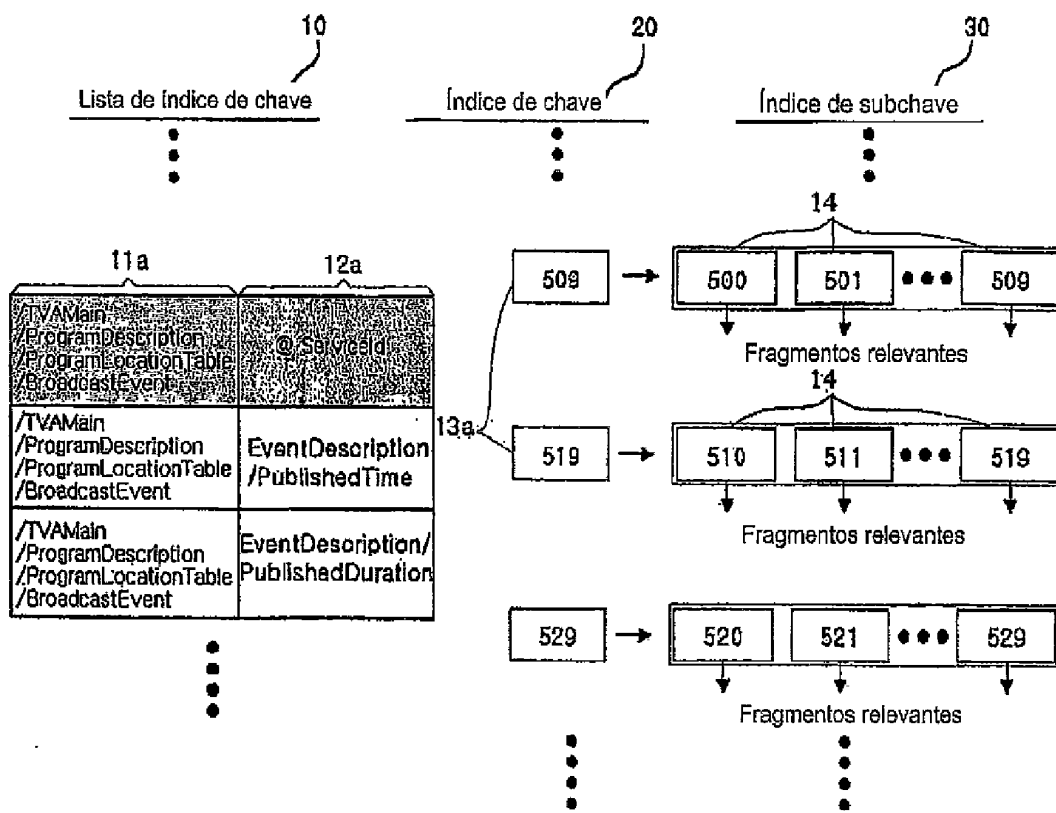 10
20
30
Lista de índice de chave
Índice de chave
Índice de subchave
11a
12a
14
/TVAMain
/ProgramDescription
/ProgramLocationTable
/BroadcastEvent
@ ServiceId
509
500
501
509
Fragmentos relevantes
13a
14
/TVAMain
/ProgramDescription
/ProgramLocationTable
/BroadcastEvent
EventDescription
/PublishedTime
519
510
511
519
Fragmentos relevantes
/TVAMain
/ProgramDescription
/ProgramLocationTable
/BroadcastEvent
EventDescription/
PublishedDuration
529
520
521
529
Fragmentos relevantes